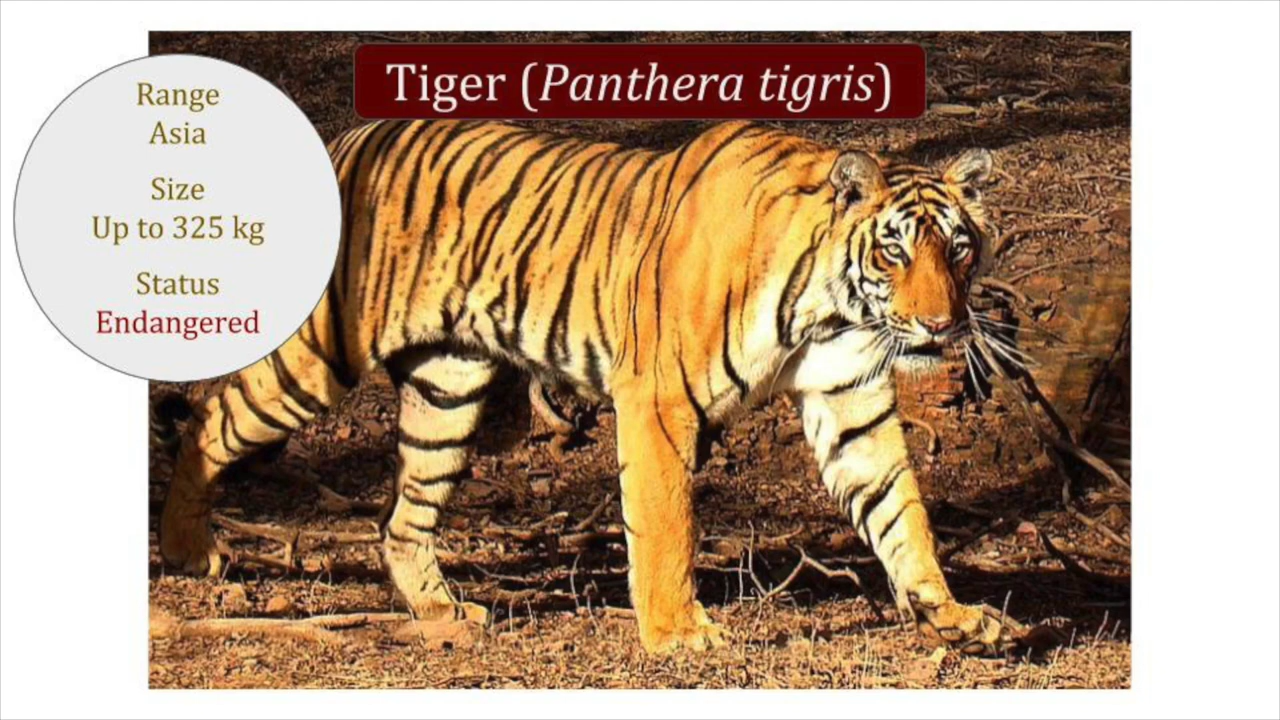 Tiger (Panthera tigris)
Range
Asia
Size
Up to 325 kg
Status
Endangered